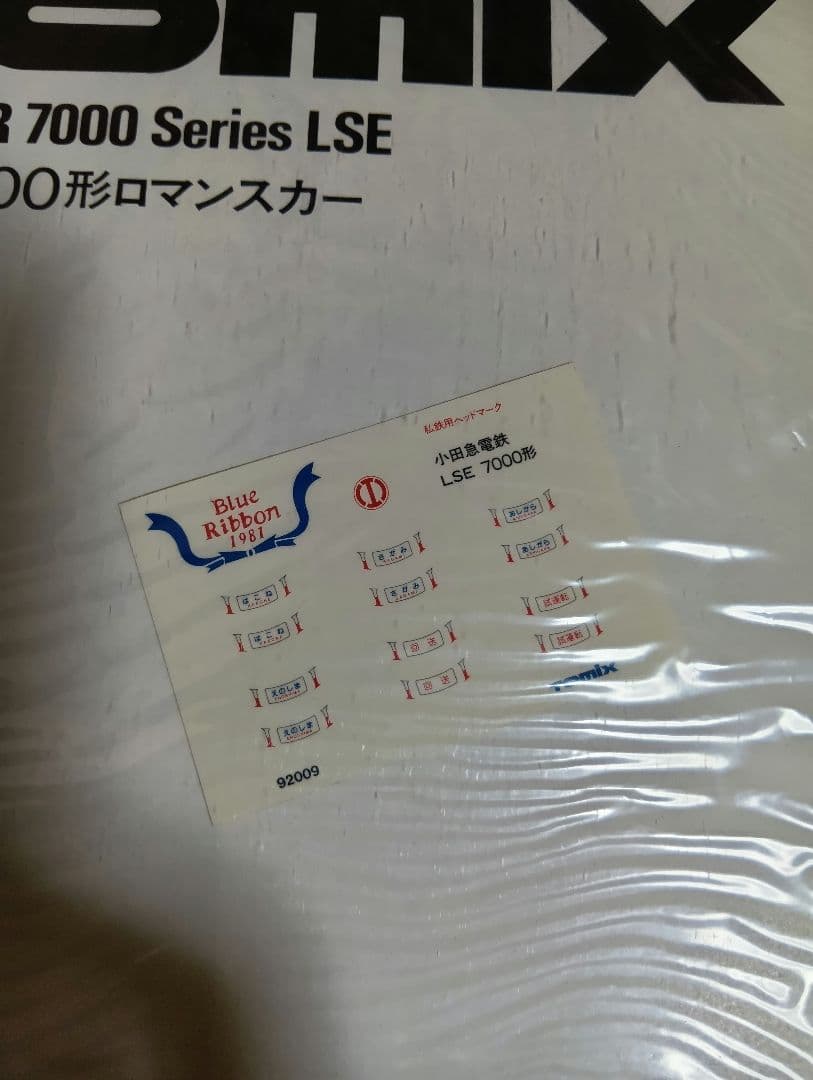 omix
R 7000 Series LSE
00形ロマンスカー
私鉄用ヘッドマーク
小田急電鉄
LSE 7000形
Blue
Ribbon
1981
あしがら
あしがら
さがみ
さがみ
はこね
はこね
試運転
試運転
回送
回送
えのしま
えのしま
tomix
92009